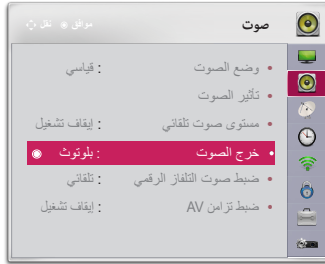 صوت
نقل موافق
وضع الصوت : قياسي
تأثير الصوت
مستوى صوت تلقائي : إيقاف تشغيل
خرج الصوت : بلوتوث
ضبط صوت التلفاز الرقمي : تلقائي
ضبط تزامن AV : إيقاف تشغيل